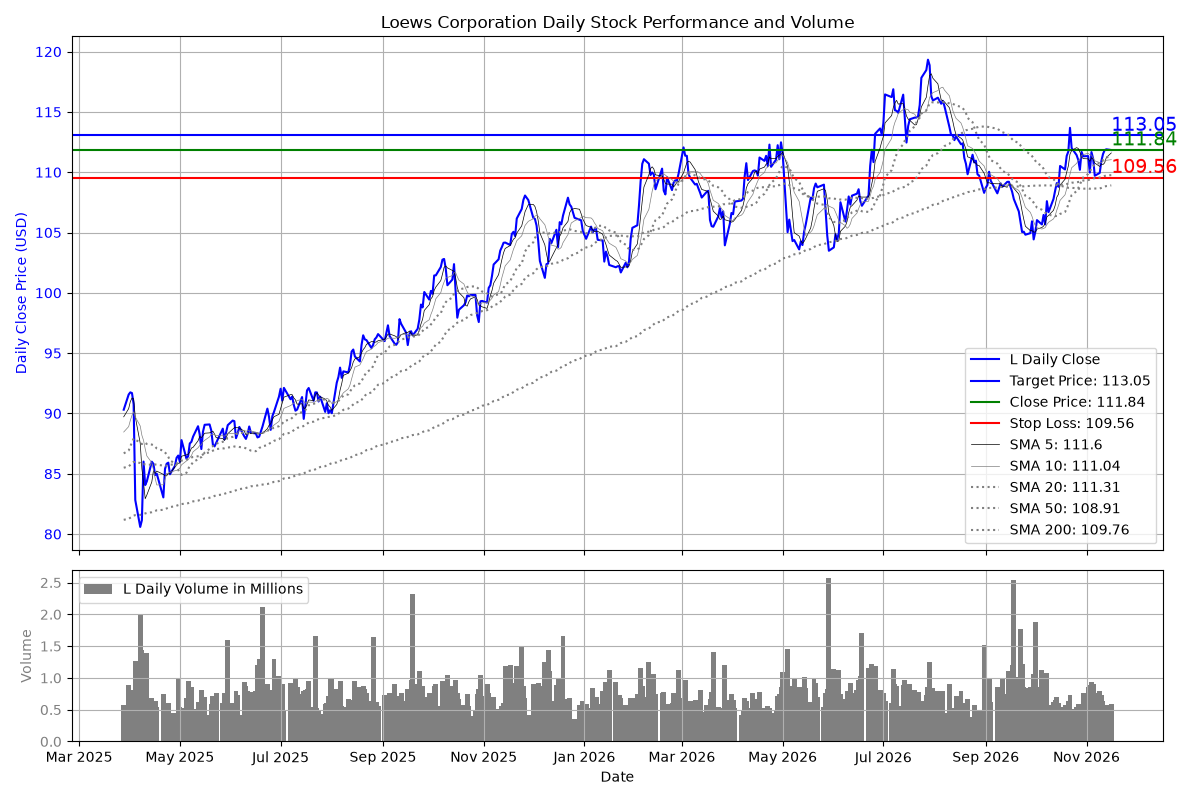 Loews Corporation Daily Stock Performance and Volume
Daily Close Price (USD)
120
115
110
105
100
95
90
85
80
113.05
111.84
109.56
L Daily Close
Target Price: 113.05
Close Price: 111.84
Stop Loss: 109.56
SMA 5: 111.6
SMA 10: 111.04
SMA 20: 111.31
SMA 50: 108.91
SMA 200: 109.76
Volume
2.5
2.0
1.5
1.0
0.5
0.0
L Daily Volume in Millions
Mar 2025 May 2025 Jul 2025 Sep 2025 Nov 2025 Jan 2026 Mar 2026 May 2026 Jul 2026 Sep 2026 Nov 2026
Date